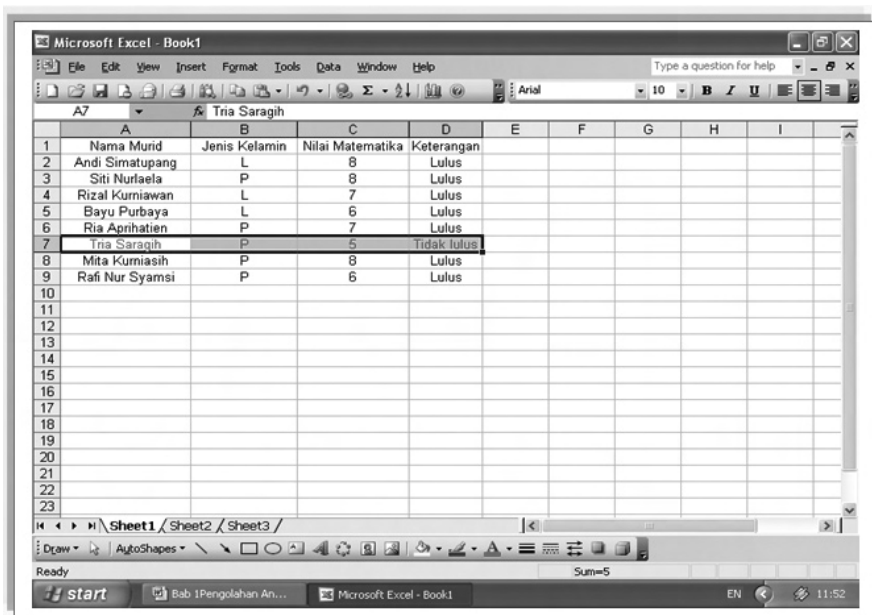 Microsoft Excel - Book1
File Edit View Insert Format Tools Data Window Help Type a question for help
Arial 10 B I U
A7 fx Tria Saragih
A B C D E F G H I
1 Nama Murid Jenis Kelamin Nilai Matematika Keterangan
2 Andi Simatupang L 8 Lulus
3 Siti Nurlaela P 8 Lulus
4 Rizal Kurniawan L 7 Lulus
5 Bayu Purbaya L 6 Lulus
6 Ria Aprihatien P 7 Lulus
7 Tria Saragih P 5 Tidak lulus
8 Mita Kurniasih P 8 Lulus
9 Rafi Nur Syamsi P 6 Lulus
10
11
12
13
14
15
16
17
18
19
20
21
22
23
Sheet1 Sheet2 Sheet3
Draw AutoShapes
Ready Sum=5
start Bab 1Pengolahan An... Microsoft Excel - Book1 EN 11:52